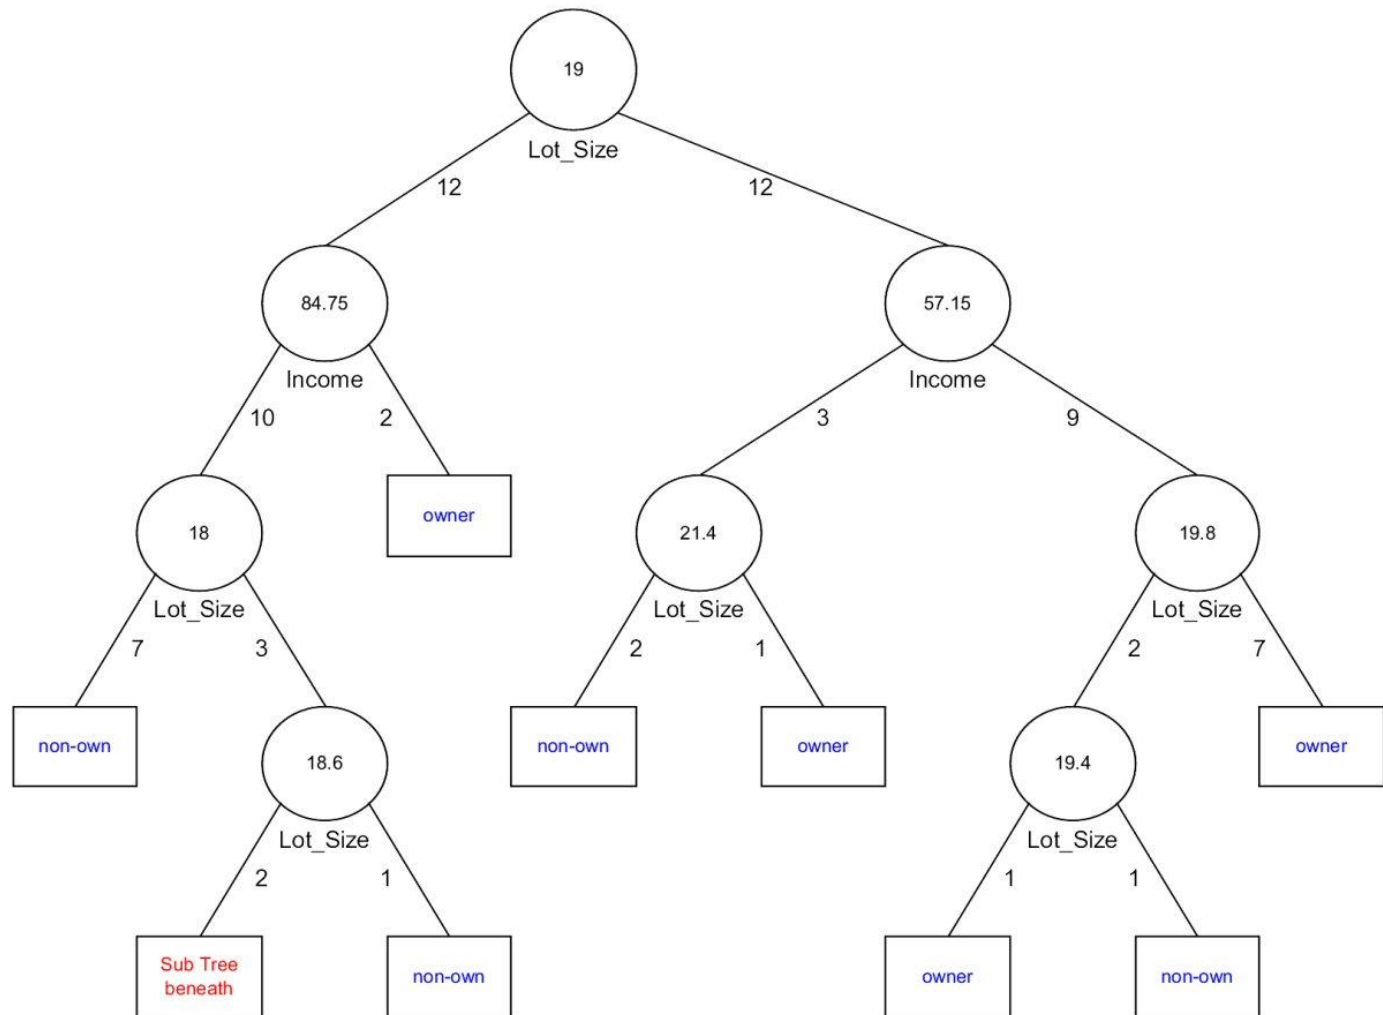 19
Lot_Size
12
12
84.75
57.15
Income
Income
10
2
3
9
owner
18
21.4
19.8
Lot_Size
Lot_Size
Lot_Size
7
3
2
1
2
7
non-own
non-own
owner
owner
18.6
19.4
Lot_Size
Lot_Size
2
1
1
1
Sub Tree
beneath
non-own
owner
non-own